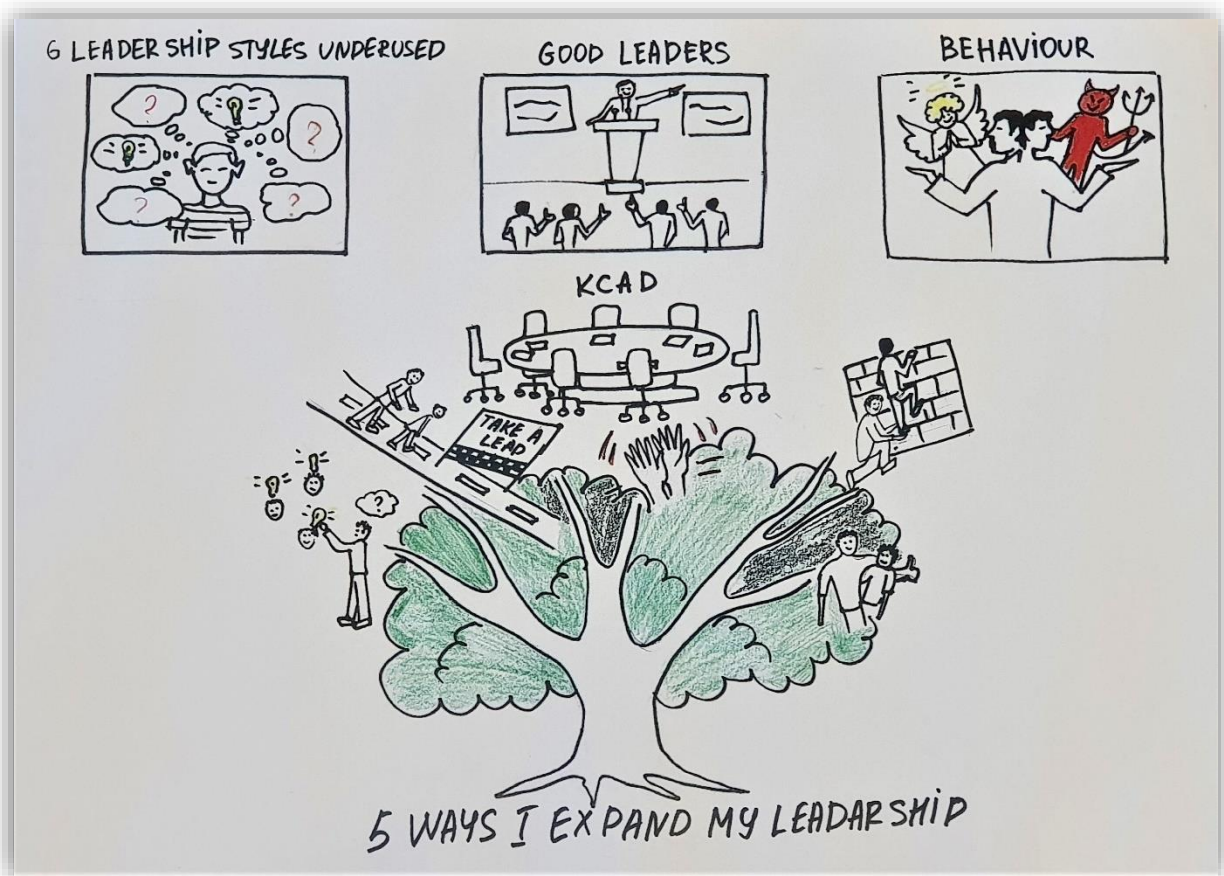 6 LEADERSHIP STYLES UNDERUSED
GOOD LEADERS
BEHAVIOUR
?
?
?
?
KCAD
TAKE A
LEAD
?
5 WAYS I EXPAND MY LEADARSHIP